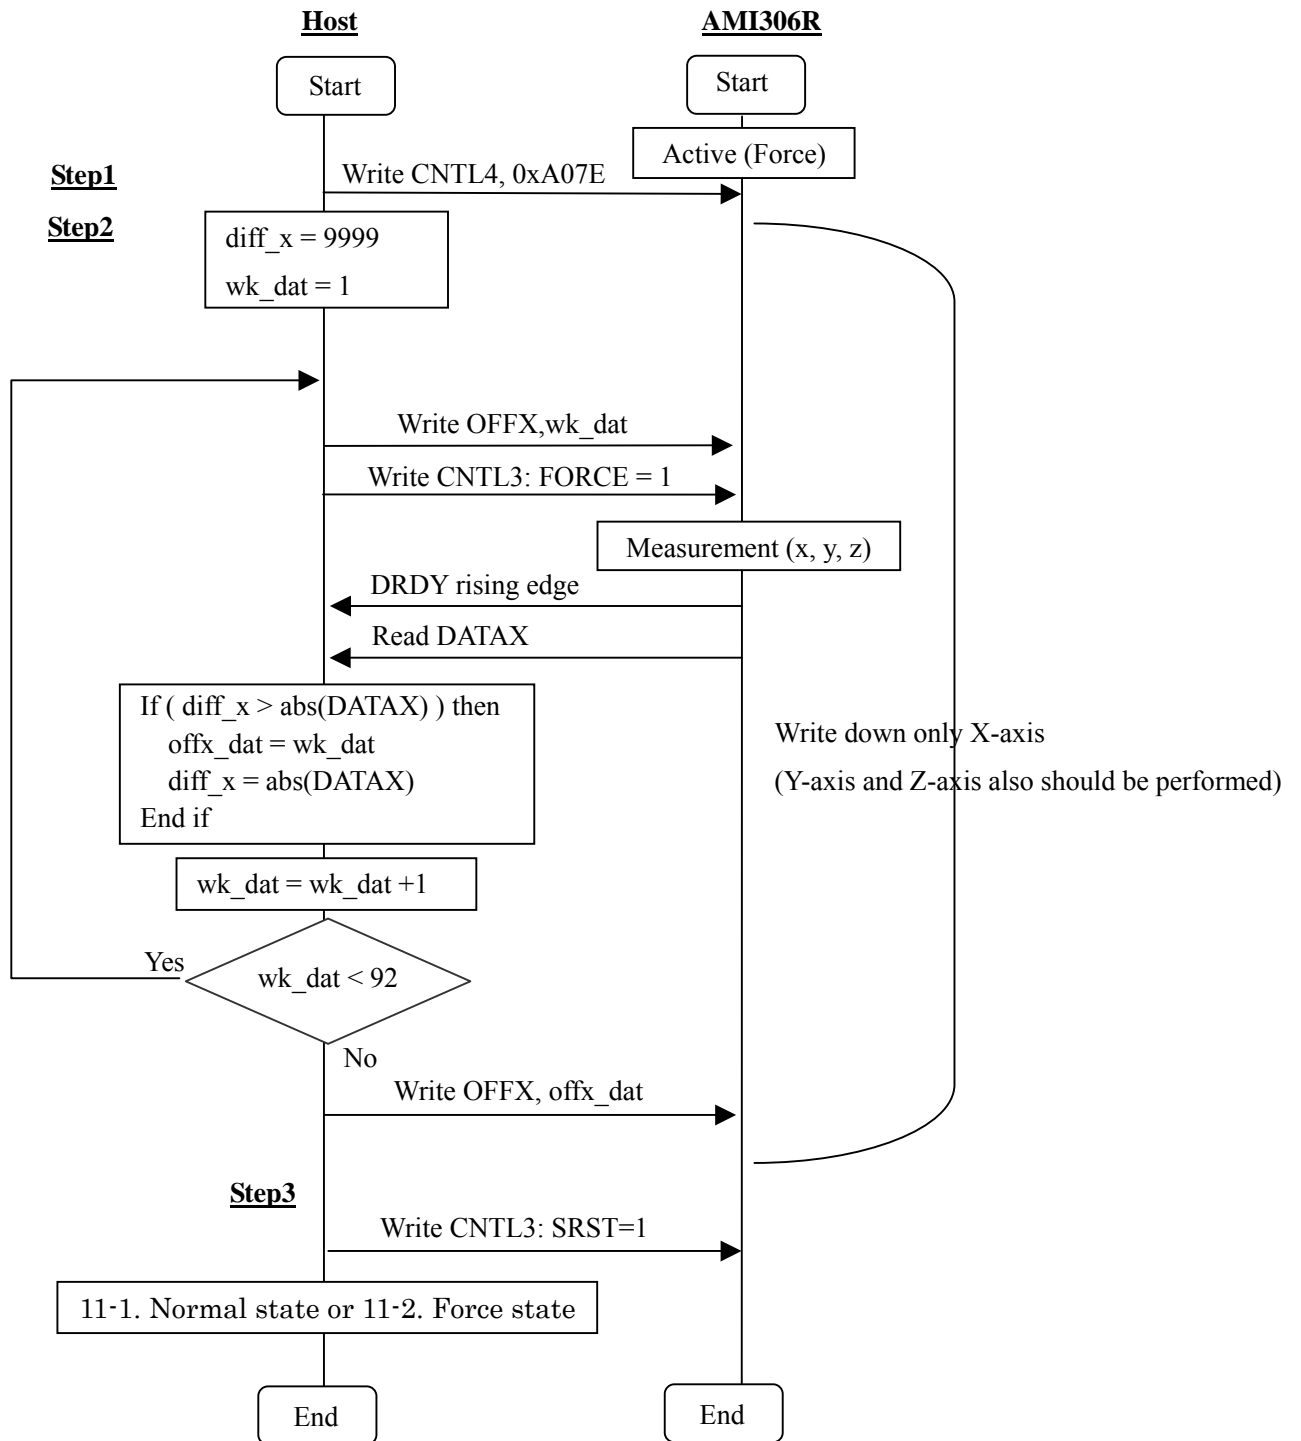 Host
AMI306R
Start
Start
Active (Force)
Step1
Write CNTL4, 0xA07E
Step2
diff_x = 9999
wk_dat = 1
Write OFFX,wk_dat
Write CNTL3: FORCE = 1
Measurement (x, y, z)
DRDY rising edge
Read DATAX
If ( diff_x > abs(DATAX) ) then
offx_dat = wk_dat
diff_x = abs(DATAX)
End if
Write down only X-axis
(Y-axis and Z-axis also should be performed)
wk_dat = wk_dat +1
Yes
wk_dat < 92
No
Write OFFX, offx_dat
Step3
Write CNTL3: SRST=1
11-1. Normal state or 11-2. Force state
End
End